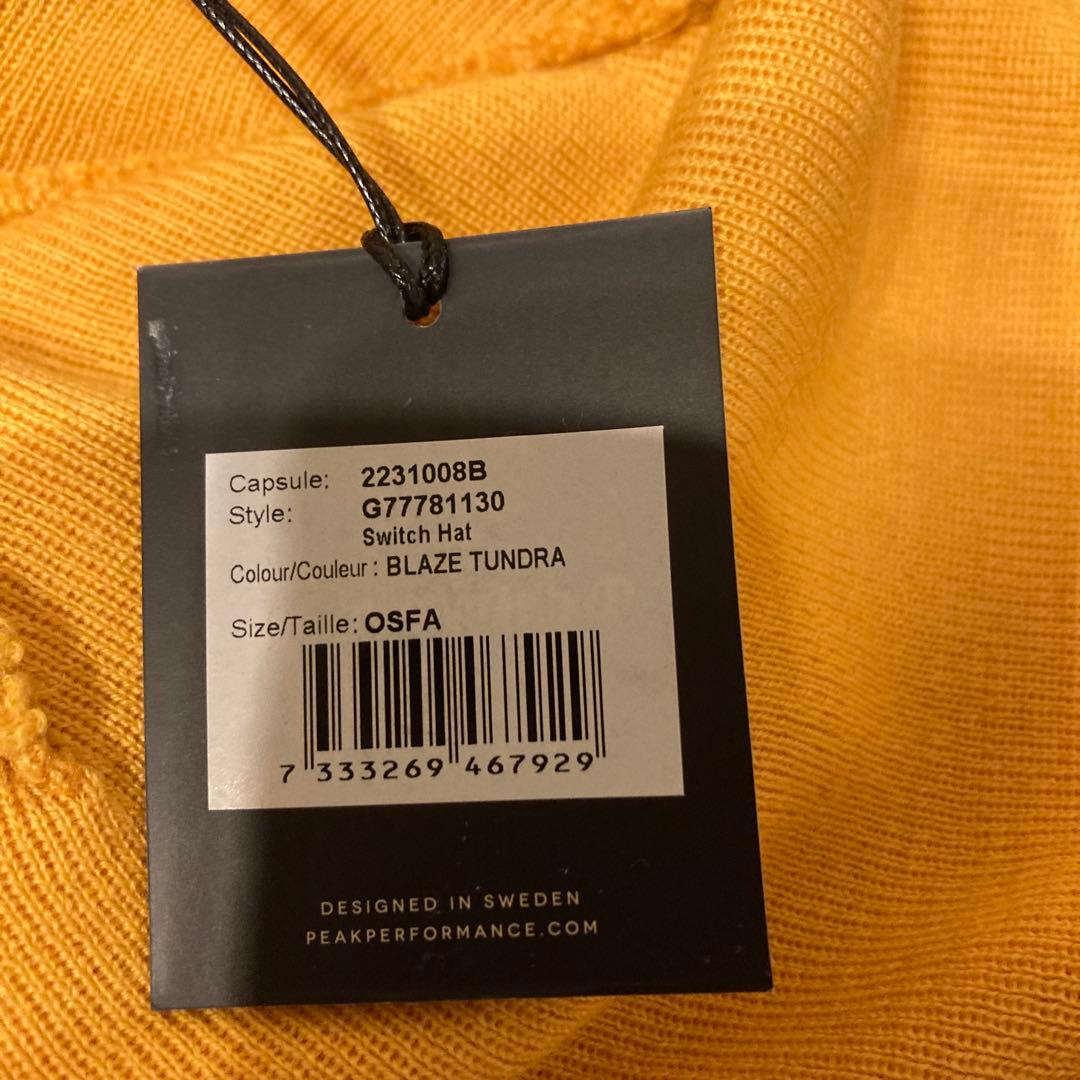 Capsule: 2231008B
Style: G77781130
Switch Hat
Colour/Couleur : BLAZE TUNDRA
Size/Taille: OSFA
7 333269 467929
DESIGNED IN SWEDEN
PEAKPERFORMANCE.COM